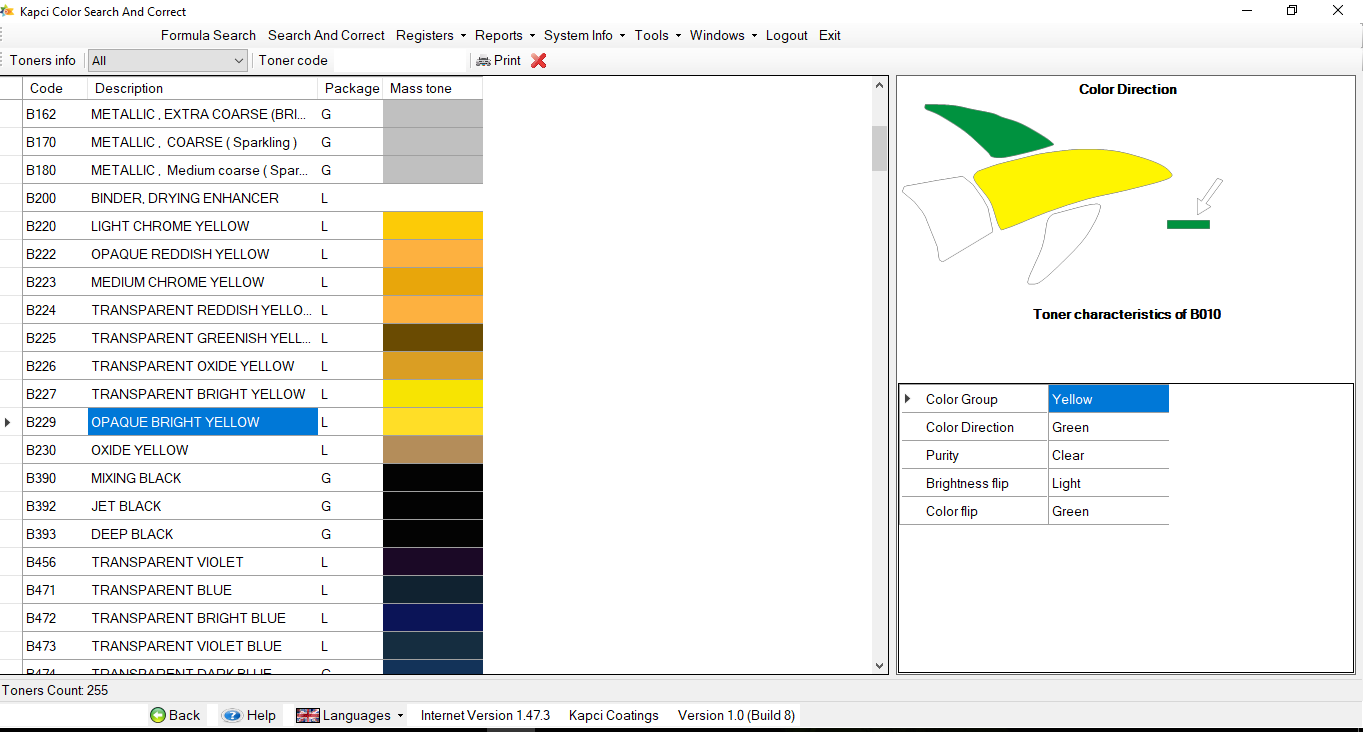 Kapci Color Search And Correct
Formula Search Search And Correct Registers Reports System Info Tools Windows Logout Exit
Toners info All Toner code Print
Code Description Package Mass tone
B162 METALLIC , EXTRA COARSE (BRI... G
B170 METALLIC , COARSE ( Sparkling ) G
B180 METALLIC , Medium coarse ( Spar... G
B200 BINDER, DRYING ENHANCER L
B220 LIGHT CHROME YELLOW L
B222 OPAQUE REDDISH YELLOW L
B223 MEDIUM CHROME YELLOW L
B224 TRANSPARENT REDDISH YELLO... L
B225 TRANSPARENT GREENISH YELL... L
B226 TRANSPARENT OXIDE YELLOW L
B227 TRANSPARENT BRIGHT YELLOW L
B229 OPAQUE BRIGHT YELLOW L
B230 OXIDE YELLOW L
B390 MIXING BLACK G
B392 JET BLACK G
B393 DEEP BLACK G
B456 TRANSPARENT VIOLET L
B471 TRANSPARENT BLUE L
B472 TRANSPARENT BRIGHT BLUE L
B473 TRANSPARENT VIOLET BLUE L
B474 TRANSPARENT DARK BLUE G
Color Direction
Toner characteristics of B010
Color Group Yellow
Color Direction Green
Purity Clear
Brightness flip Light
Color flip Green
Toners Count: 255
Back Help Languages Internet Version 1.47.3 Kapci Coatings Version 1.0 (Build 8)